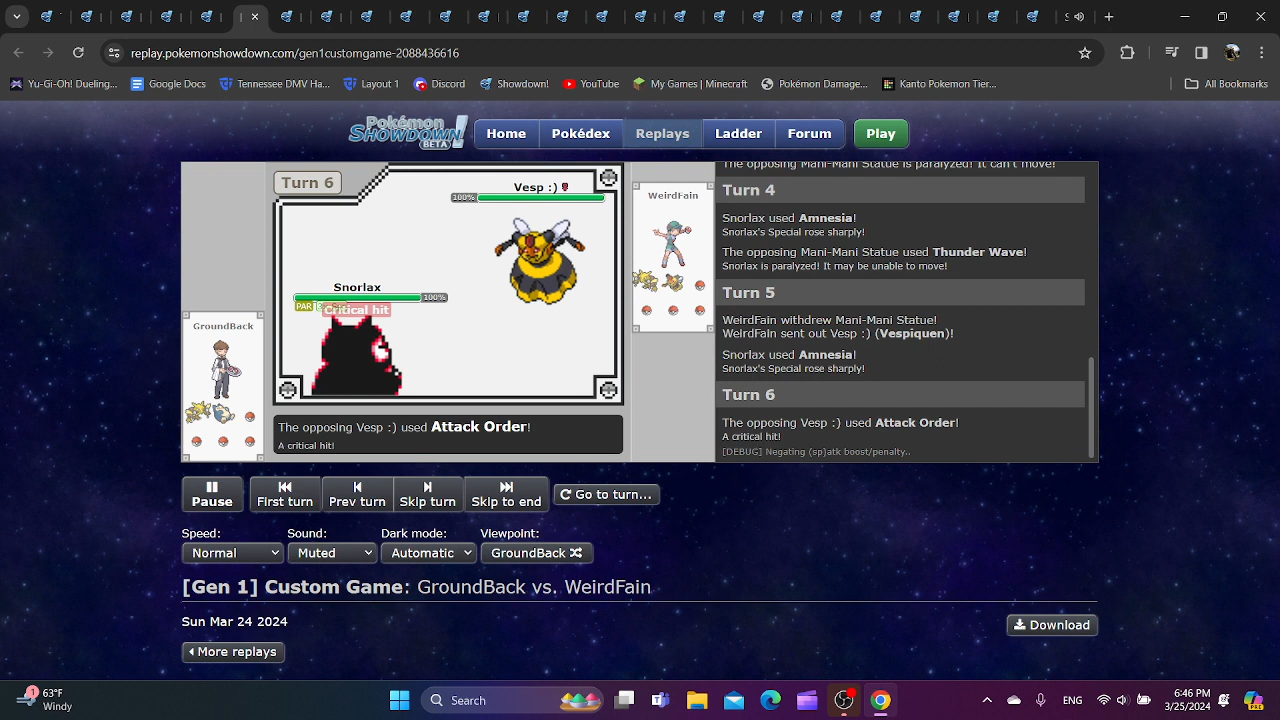 replay.pokemonshowdown.com/gen1customgame-2088436616
Yu-Gi-Oh! Dueling...
Google Docs
Tennessee DMV Ha...
Layout 1
Discord
Showdown!
YouTube
My Games | Minecraft
Pokémon Damage...
Kanto Pokemon Tier...
All Bookmarks
Pokémon
SHOWDOWN!
BETA
Home
Pokédex
Replays
Ladder
Forum
Play
Turn 6
Vesp :)
100%
Snorlax
100%
PAR
Critical hit
GroundBack
WeirdFain
The opposing Vesp :) used Attack Order!
A critical hit!
The opposing Mani-Mani Statue is paralyzed! It can't move!
Turn 4
Snorlax used Amnesia!
Snorlax's Special rose sharply!
The opposing Mani-Mani Statue used Thunder Wave!
Snorlax is paralyzed! It may be unable to move!
Turn 5
WeirdFain withdrew Mani-Mani Statue!
WeirdFain sent out Vesp :) (Vespiquen)!
Snorlax used Amnesia!
Snorlax's Special rose sharply!
Turn 6
The opposing Vesp :) used Attack Order!
A critical hit!
[DEBUG] Negating (sp)atk boost/penalty..
Pause
First turn
Prev turn
Skip turn
Skip to end
Go to turn...
Speed:
Sound:
Dark mode:
Viewpoint:
Normal
Muted
Automatic
GroundBack
[Gen 1] Custom Game: GroundBack vs. WeirdFain
Sun Mar 24 2024
Download
More replays
1
63°F
Windy
Search
ENG
6:46 PM
3/25/2024
PRE